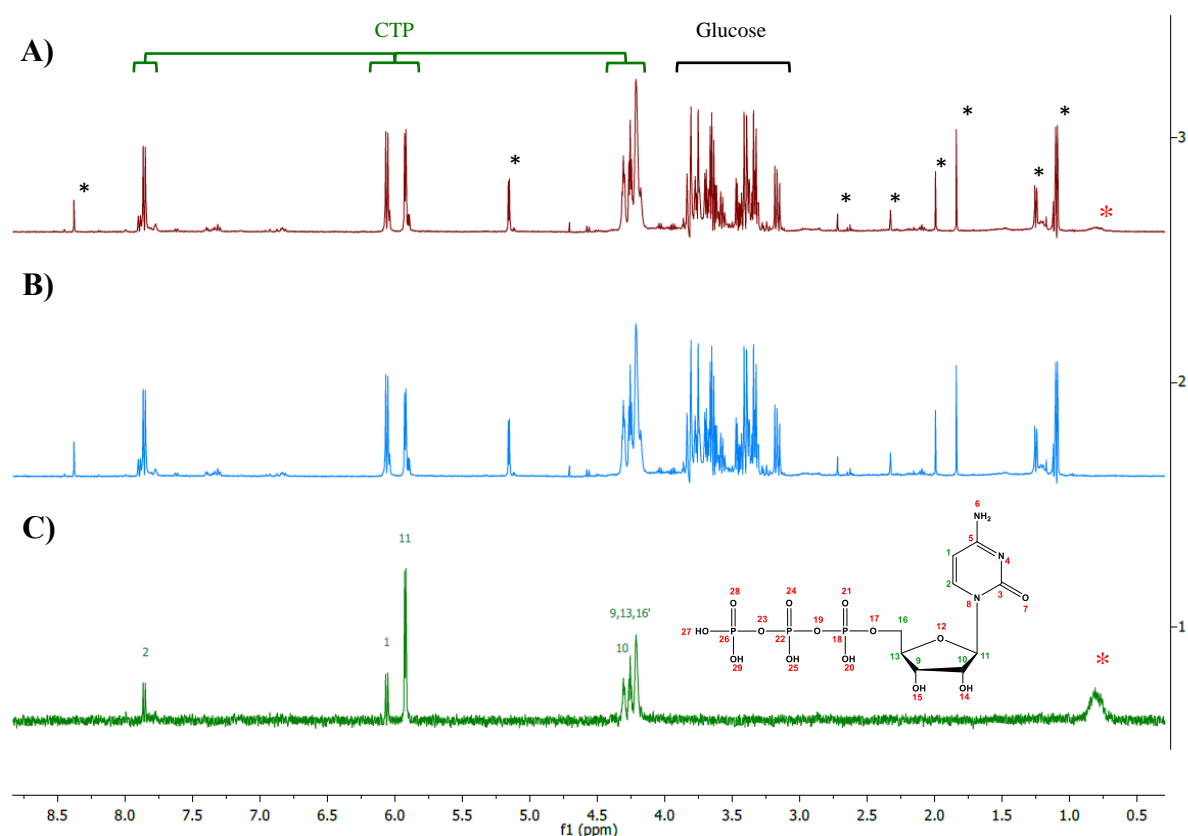 CTP
Glucose
A)
* * * * * * * * *
3
B)
2
C)
11
2
1
10
9,13,16'
*
1
6
NH₂
5
1
N 4
2
3
N
8
O
7
28
24
21
O
O
O
23
19
17
16
12
27 HO P O P O P O O
26
22
18
13
9
10
11
OH
OH
OH
29
25
20
OH
OH
15
14
8.5 8.0 7.5 7.0 6.5 6.0 5.5 5.0 4.5 4.0 3.5 3.0 2.5 2.0 1.5 1.0 0.5
f1 (ppm)